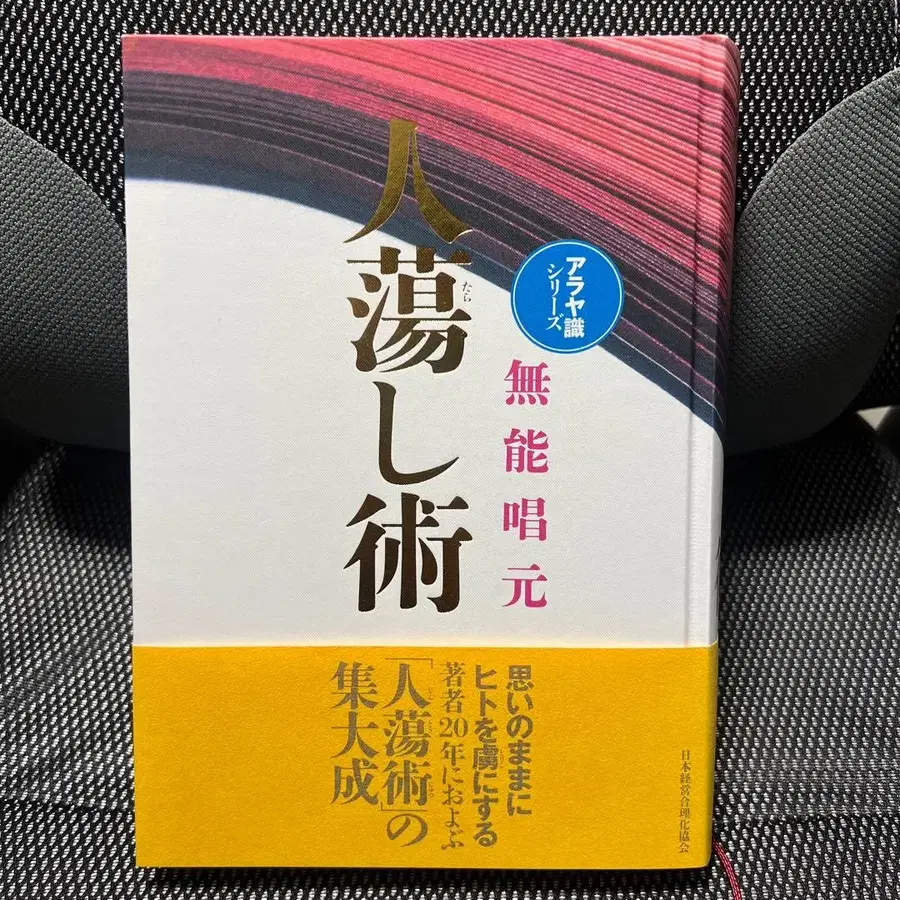 人蕩し術
たら
アラヤ識
シリーズ
無能唱元
思いのままに
ヒトを虜にする
著者20年におよぶ
「人蕩術」の
集大成
日本経営合理化協会